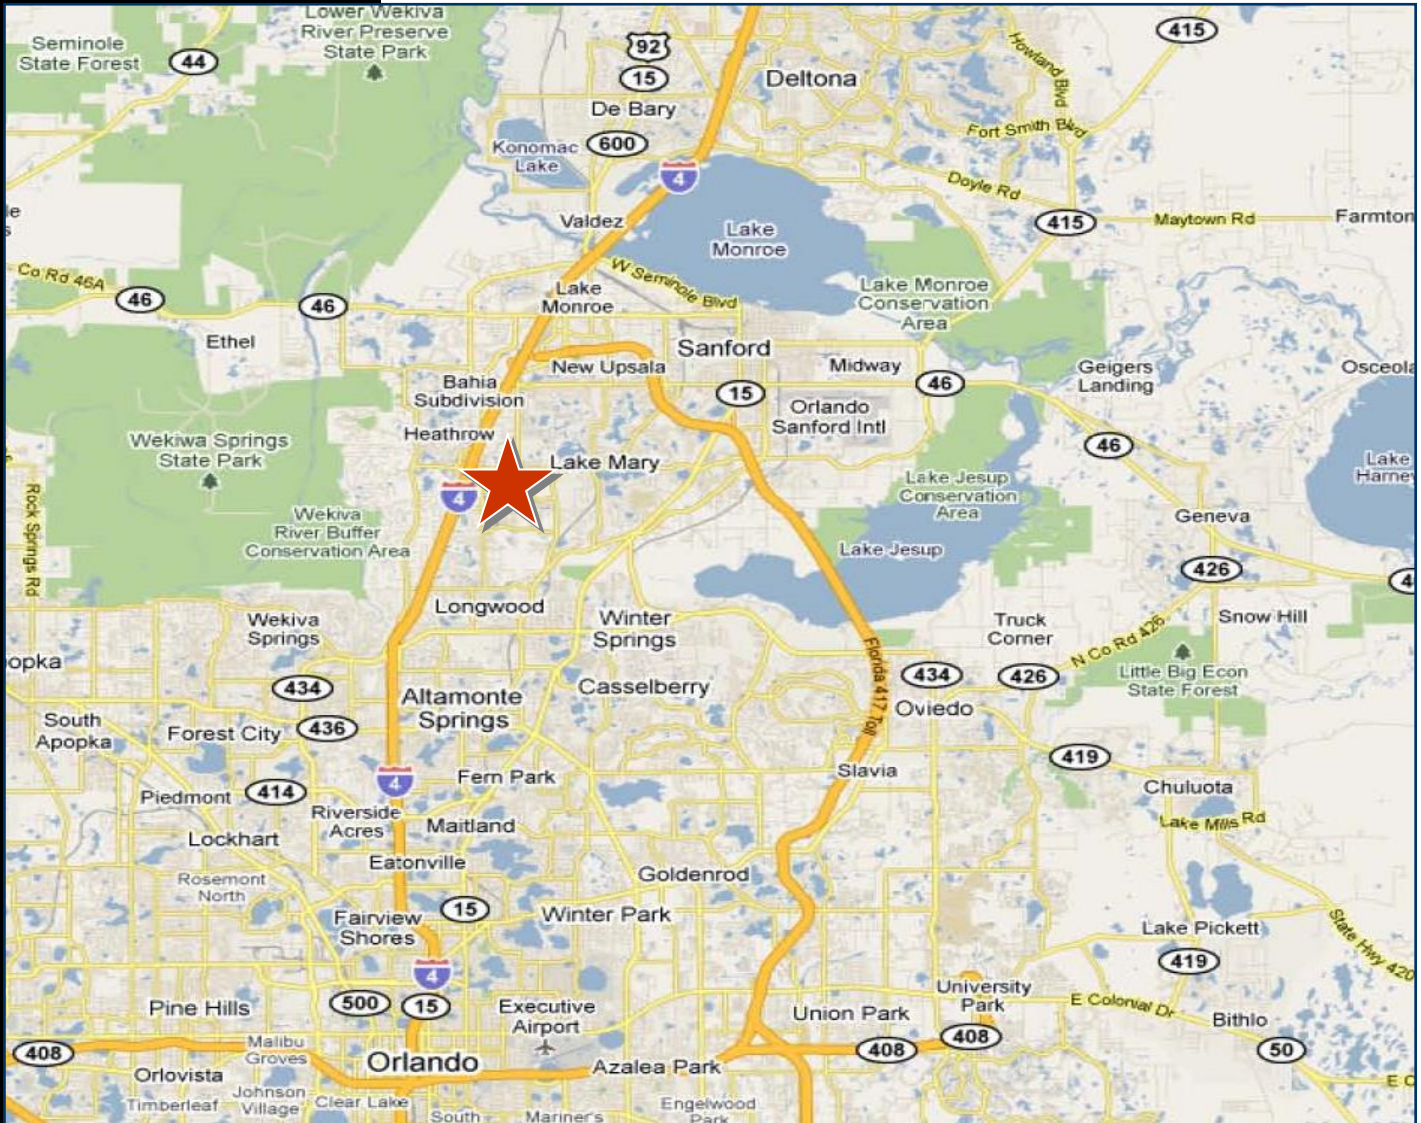 Lower Wekiva
River Preserve
State Park
Seminole
State Forest
44
92
15
De Bary
600
Deltona
415
Howland Blvd
Fort Smith Blvd
Konomac
Lake
4
Doyle Rd
415
Maytown Rd
Farmton
Valdez
Lake
Monroe
Co Rd 46A
46
46
W Seminole Blvd
Lake
Monroe
Lake Monroe
Conservation
Area
Ethel
Sanford
New Upsala
Midway
46
Geigers
Landing
Osceola
Bahia
Subdivision
15
Orlando
Sanford Intl
Heathrow
Wekiwa Springs
State Park
Lake Mary
46
Lake
Harney
4
Lake Jesup
Conservation
Area
Rock Springs Rd
Wekiva
River Buffer
Conservation Area
Geneva
Lake Jesup
426
Longwood
Winter
Springs
Wekiva
Springs
Truck
Corner
Snow Hill
N Co Rd 426
opka
Florida 417 Toll
434
434
426
Little Big Econ
State Forest
Altamonte
Springs
Casselberry
Oviedo
South
Apopka
Forest City
436
419
4
Fern Park
Slavia
Chuluota
Piedmont
414
Riverside
Acres
Maitland
Lake Mills Rd
Lockhart
Eatonville
Goldenrod
Rosemont
North
Fairview
Shores
15
Winter Park
Lake Pickett
State Hwy 420
4
419
Pine Hills
500
15
Executive
Airport
University
Park
E Colonial Dr
Union Park
Bithlo
408
Malibu
Groves
Orlando
408
408
50
Orlovista
Azalea Park
Timberleaf
Johnson
Village
Clear Lake
South
Mariner's
Engelwood
Park